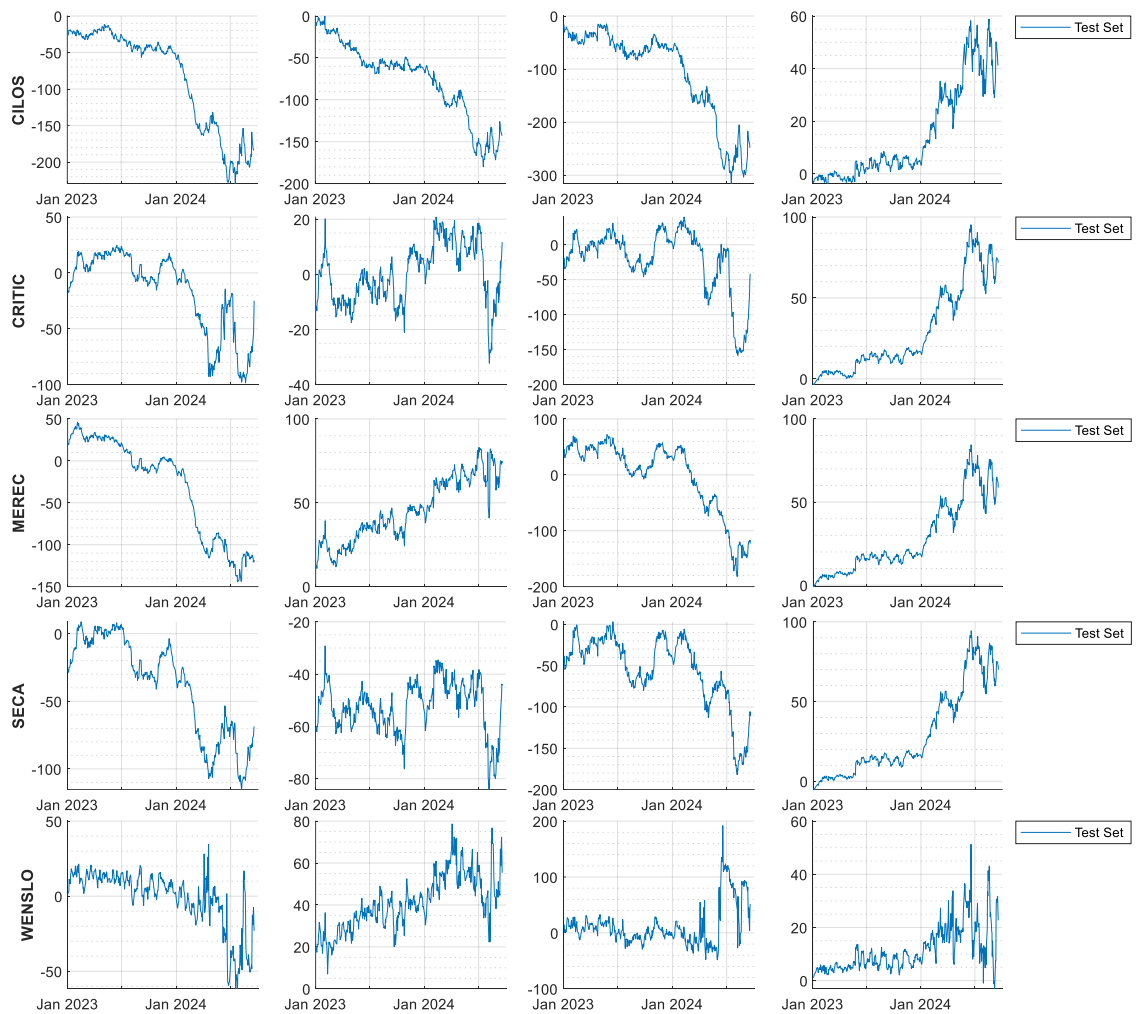 0 0 0 60 Test Set
-50 -50 -100 40
-100 -100 -200 20
-150 -150 -300 0
-200 -200
CILOS
Jan 2023 Jan 2024 Jan 2023 Jan 2024 Jan 2023 Jan 2024 Jan 2023 Jan 2024
50 20 0 100 Test Set
0 0 -50 50
-50 -20 -100 0
-100 -40 -150
-200
CRITIC
Jan 2023 Jan 2024 Jan 2023 Jan 2024 Jan 2023 Jan 2024 Jan 2023 Jan 2024
50 100 100 100 Test Set
0 50 50 50
-50 0 0 0
-100 -50
-150 -100
-150
-200
MEREC
Jan 2023 Jan 2024 Jan 2023 Jan 2024 Jan 2023 Jan 2024 Jan 2023 Jan 2024
0 -20 0 100 Test Set
-50 -40 -50 50
-100 -60 -100 0
-80 -150
-200
SECA
Jan 2023 Jan 2024 Jan 2023 Jan 2024 Jan 2023 Jan 2024 Jan 2023 Jan 2024
50 80 200 60 Test Set
0 60 100 40
-50 40 0 20
20 -100 0
0
WENSLO
Jan 2023 Jan 2024 Jan 2023 Jan 2024 Jan 2023 Jan 2024 Jan 2023 Jan 2024